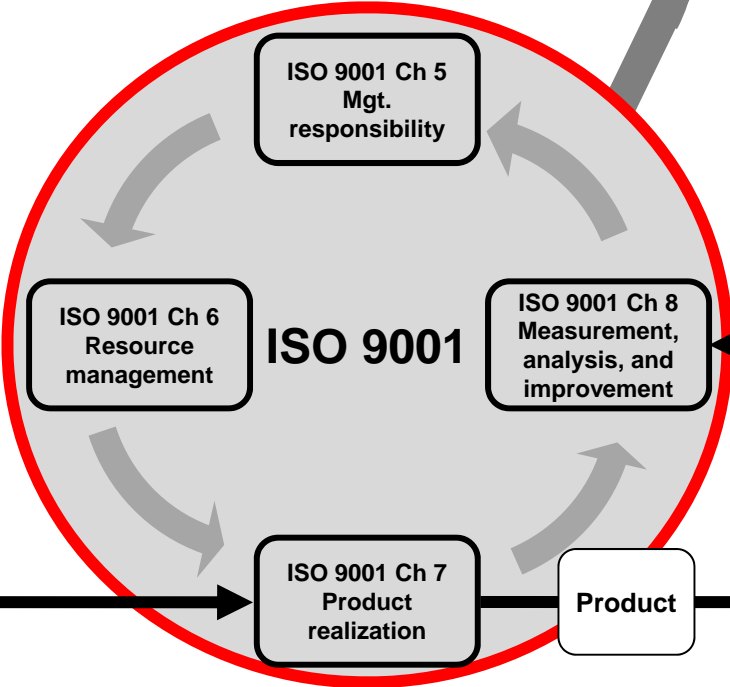 ISO 9001 Ch 5
Mgt.
responsibility
ISO 9001 Ch 6
Resource
management
ISO 9001
ISO 9001 Ch 8
Measurement,
analysis, and
improvement
ISO 9001 Ch 7
Product
realization
Product